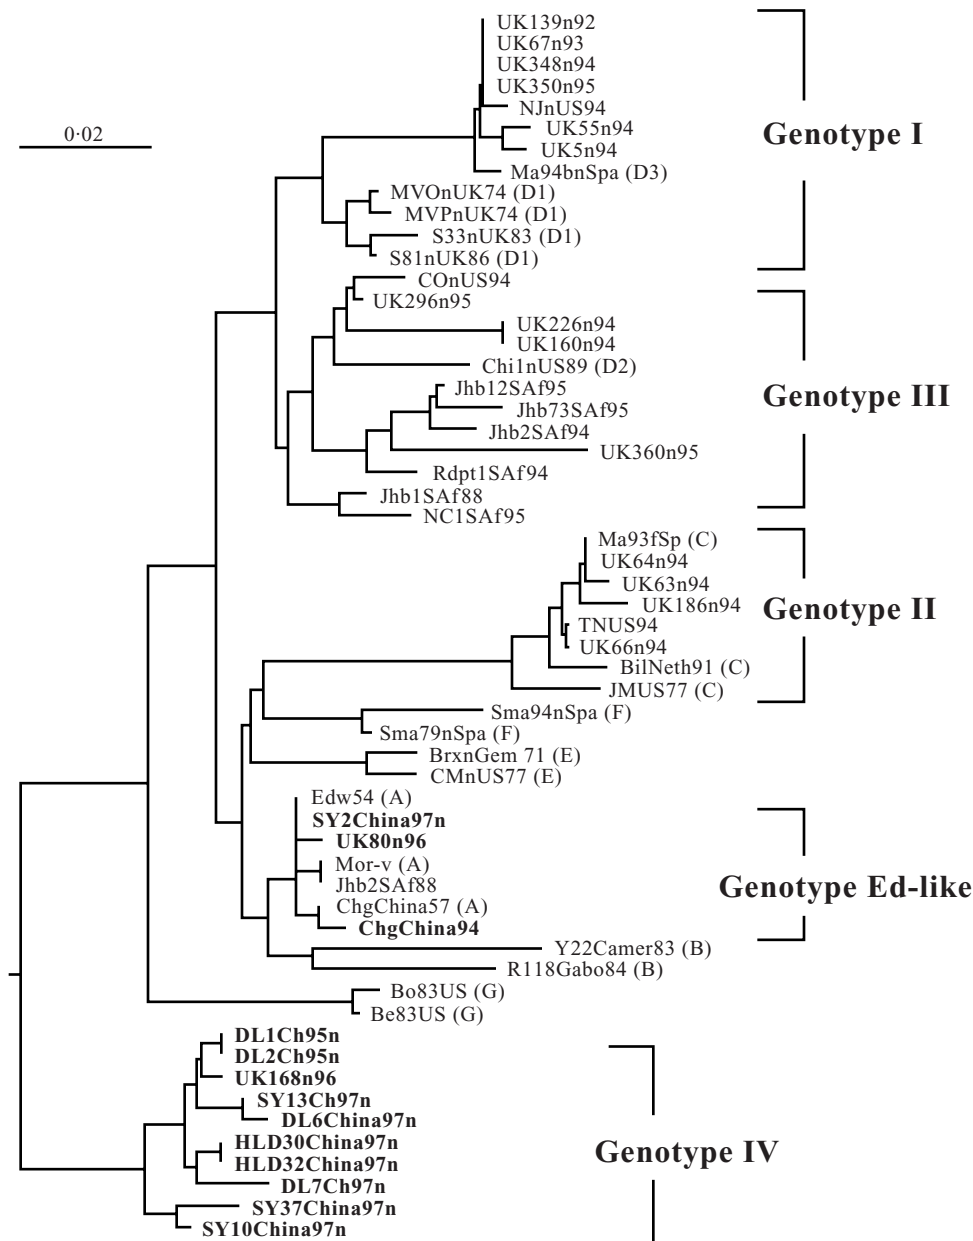 UK139n92
UK67n93
UK348n94
UK350n95
NJnUS94
0·02
UK55n94
Genotype I
UK5n94
Ma94bnSpa (D3)
MVOnUK74 (D1)
MVPnUK74 (D1)
S33nUK83 (D1)
S81nUK86 (D1)
COnUS94
UK296n95
UK226n94
UK160n94
Chi1nUS89 (D2)
Jhb12SAf95
Genotype III
Jhb73SAf95
Jhb2SAf94
UK360n95
Rdpt1SAf94
Jhb1SAf88
NC1SAf95
Ma93fSp (C)
UK64n94
UK63n94
UK186n94
Genotype II
TNUS94
UK66n94
BilNeth91 (C)
JMUS77 (C)
Sma94nSpa (F)
Sma79nSpa (F)
BrxnGem 71 (E)
CMnUS77 (E)
Edw54 (A)
SY2China97n
UK80n96
Mor-v (A)
Jhb2SAf88
Genotype Ed-like
ChgChina57 (A)
ChgChina94
Y22Camer83 (B)
R118Gabo84 (B)
Bo83US (G)
Be83US (G)
DL1Ch95n
DL2Ch95n
UK168n96
SY13Ch97n
DL6China97n
HLD30China97n
Genotype IV
HLD32China97n
DL7Ch97n
SY37China97n
SY10China97n